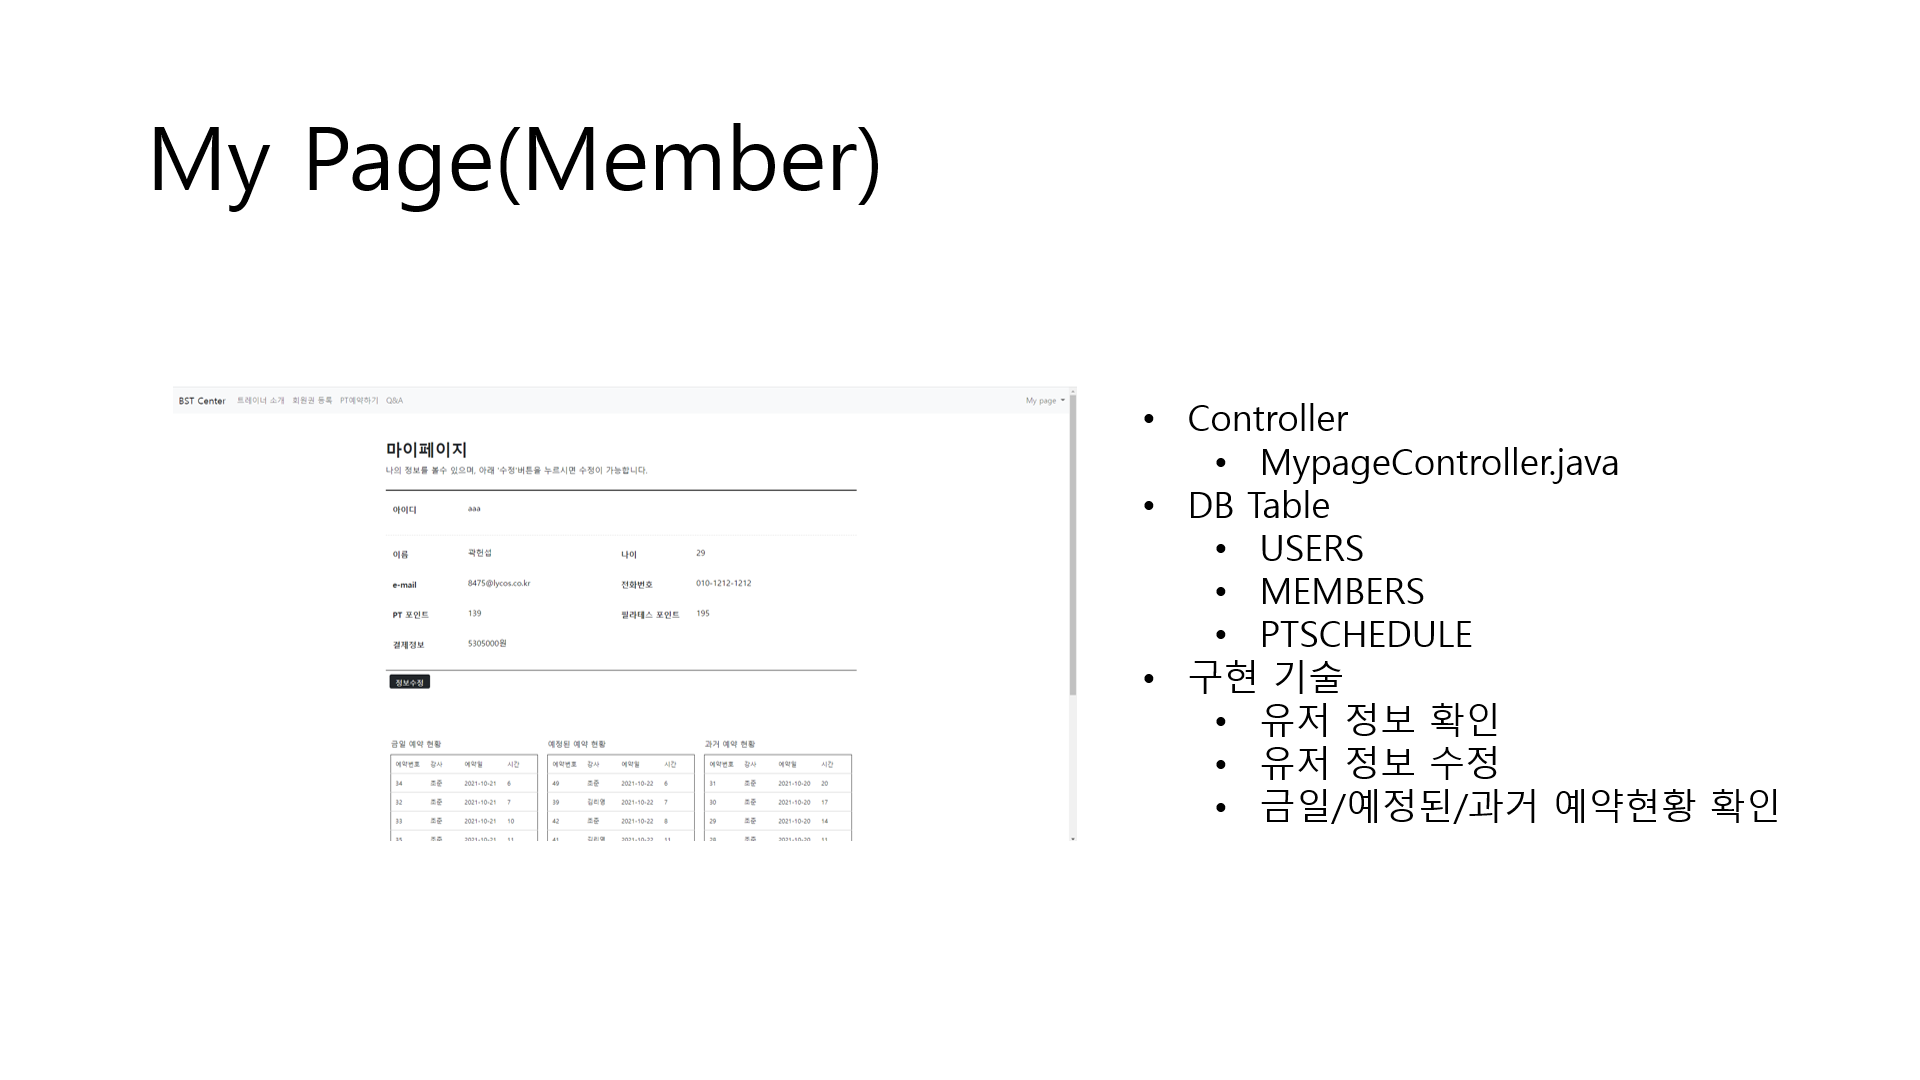 My Page(Member)
BST Center 트레이너 소개 회원권 등록 PT예약하기 Q&A My page
마이페이지
나의 정보를 볼수 있으며, 아래 '수정'버튼을 누르시면 수정이 가능합니다.
아이디 aaa
이름 곽헌섭 나이 29
e-mail 8475@lycos.co.kr 전화번호 010-1212-1212
PT 포인트 139 필라테스 포인트 195
결제정보 5305000원
정보수정
금일 예약 현황 예정된 예약 현황 과거 예약 현황
예약번호 강사 예약일 시간 예약번호 강사 예약일 시간 예약번호 강사 예약일 시간
34 조준 2021-10-21 6 49 조준 2021-10-22 6 31 조준 2021-10-20 20
32 조준 2021-10-21 7 39 김리영 2021-10-22 7 30 조준 2021-10-20 17
33 조준 2021-10-21 10 42 조준 2021-10-22 8 29 조준 2021-10-20 14
35 조준 2021-10-21 11 41 김리영 2021-10-22 11 28 조준 2021-10-20 11
• Controller
• MypageController.java
• DB Table
• USERS
• MEMBERS
• PTSCHEDULE
• 구현 기술
• 유저 정보 확인
• 유저 정보 수정
• 금일/예정된/과거 예약현황 확인